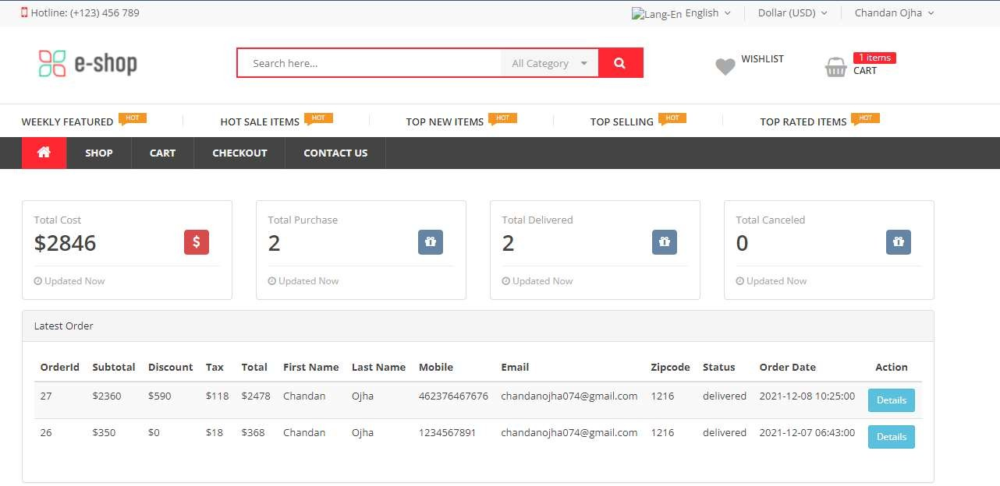 Hotline: (+123) 456 789 Lang-En English Dollar (USD) Chandan Ojha
e-shop Search here... All Category WISHLIST 1 items
CART
WEEKLY FEATURED HOT HOT SALE ITEMS HOT TOP NEW ITEMS HOT TOP SELLING HOT TOP RATED ITEMS HOT
SHOP CART CHECKOUT CONTACT US
Total Cost Total Purchase Total Delivered Total Canceled
$2846 $ 2 2 0
Updated Now Updated Now Updated Now Updated Now
Latest Order
OrderId Subtotal Discount Tax Total First Name Last Name Mobile Email Zipcode Status Order Date Action
27 $2360 $590 $118 $2478 Chandan Ojha 462376467676 chandanojha074@gmail.com 1216 delivered 2021-12-08 10:25:00 Details
26 $350 $0 $18 $368 Chandan Ojha 1234567891 chandanojha074@gmail.com 1216 delivered 2021-12-07 06:43:00 Details